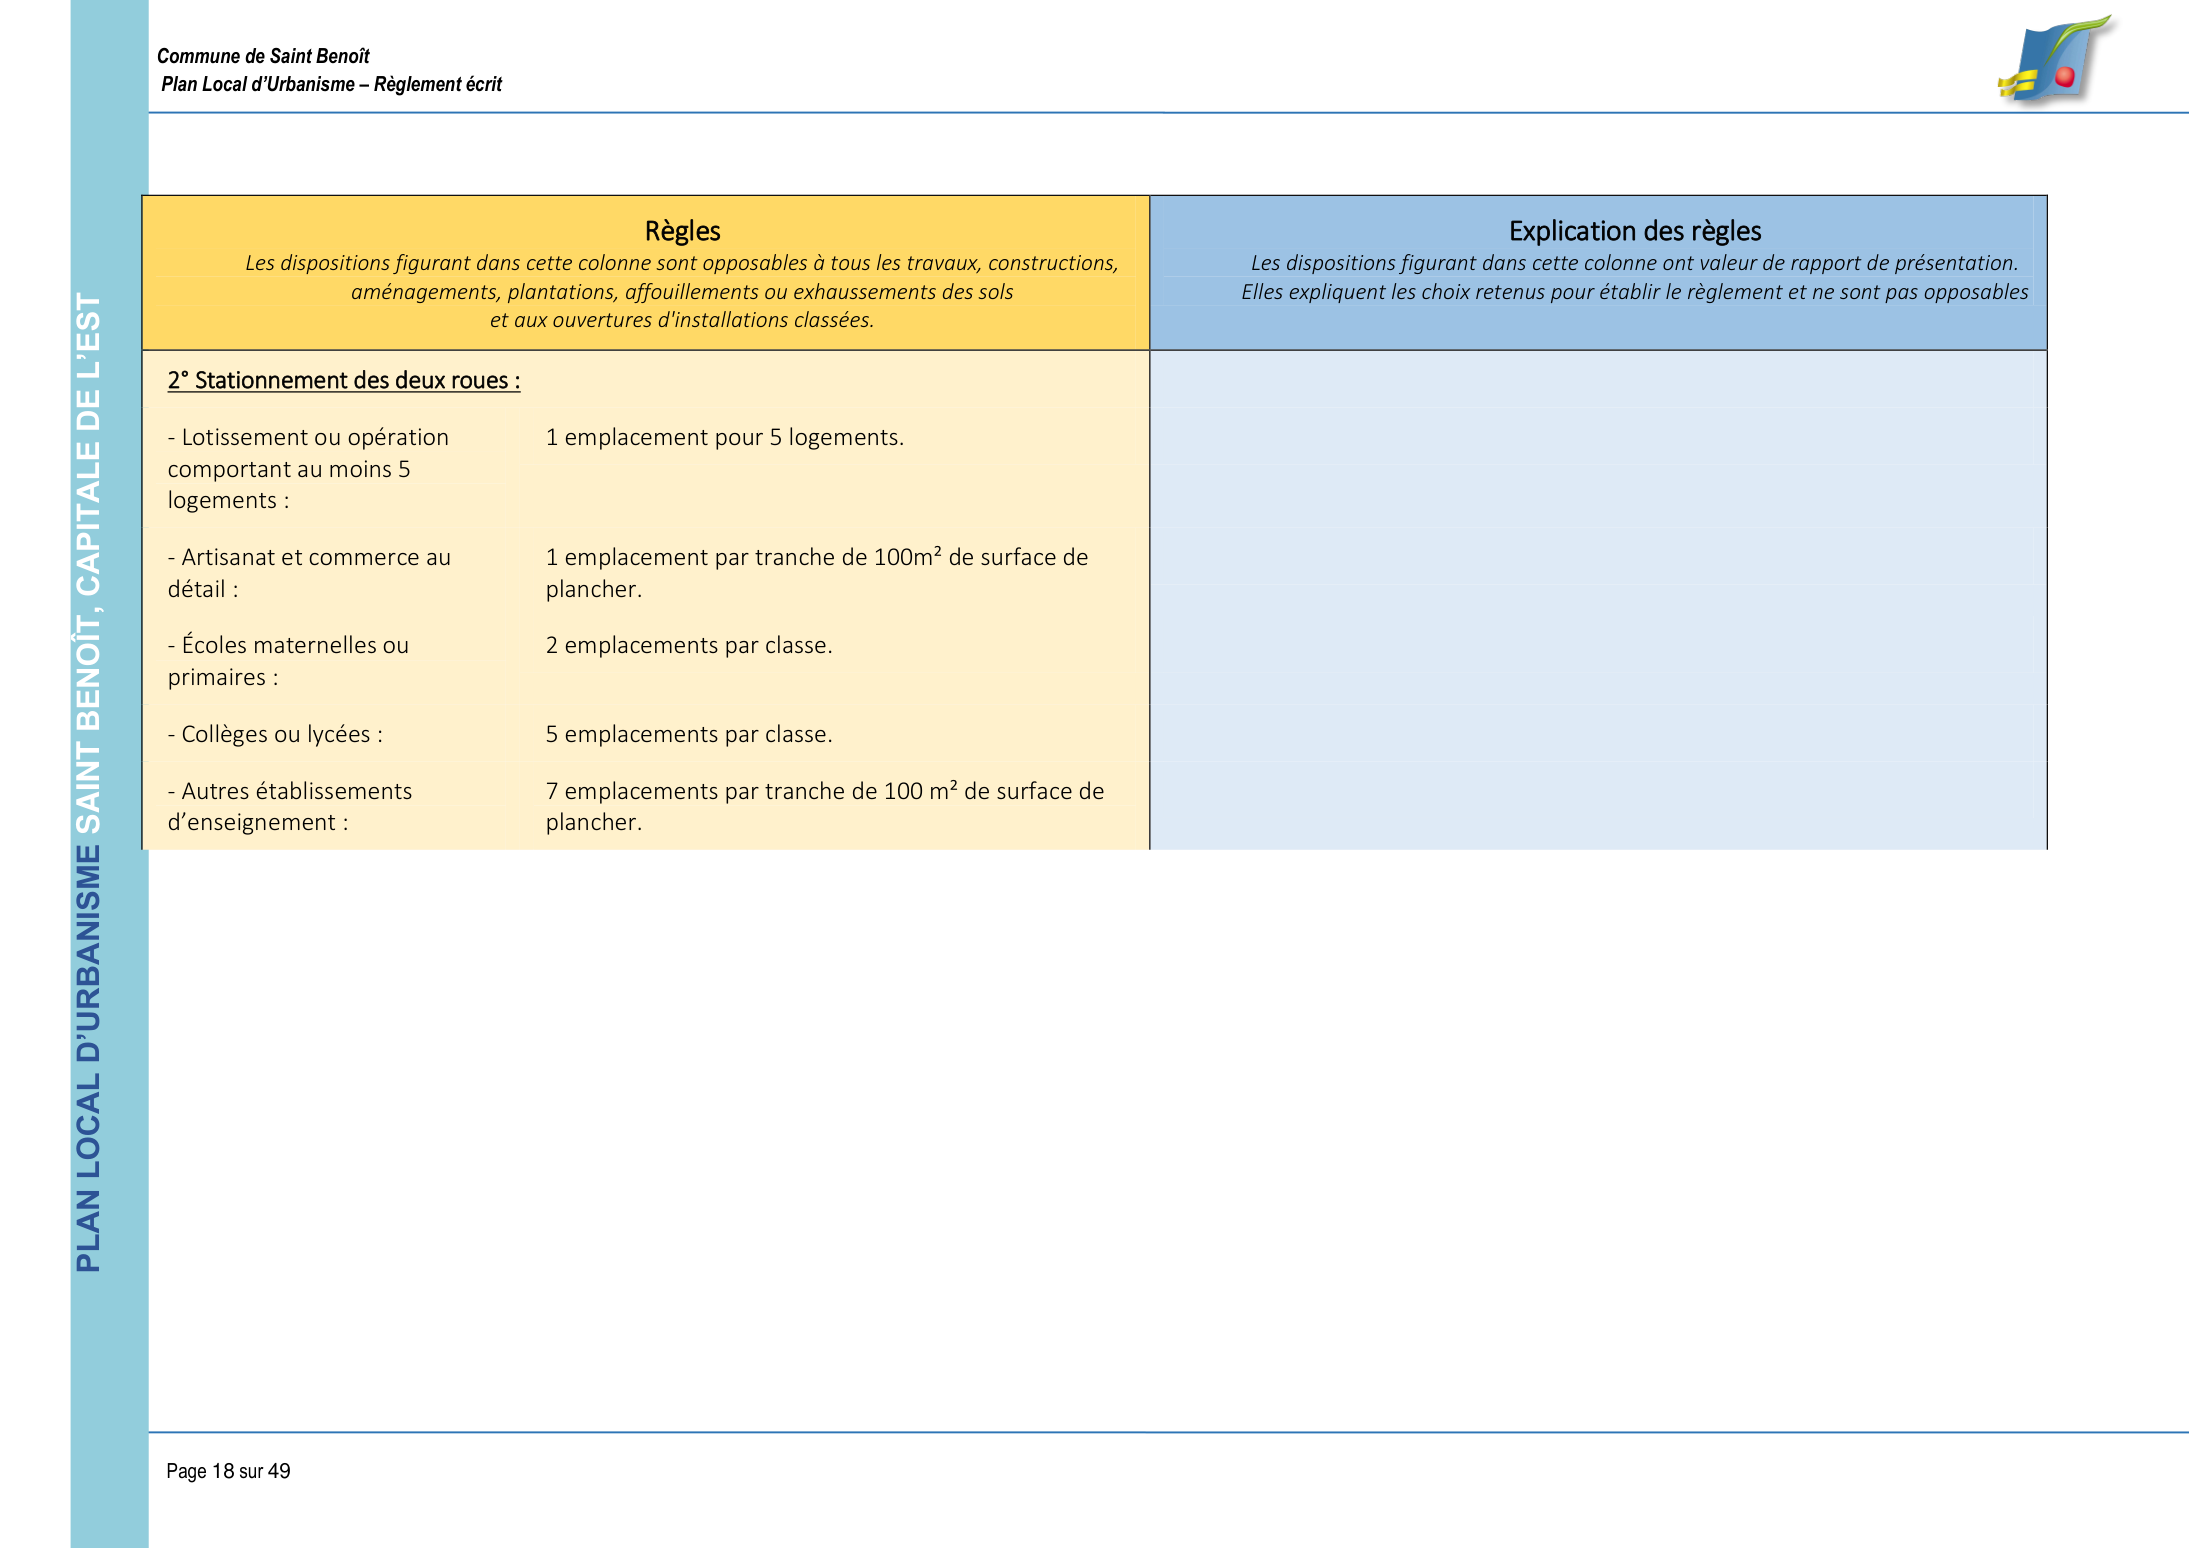 Commune de Saint Benoît
Plan Local d’Urbanisme – Règlement écrit
PLAN LOCAL D’URBANISME SAINT BENOÎT, CAPITALE DE L’EST
Règles
Les dispositions figurant dans cette colonne sont opposables à tous les travaux, constructions,
aménagements, plantations, affouillements ou exhaussements des sols
et aux ouvertures d'installations classées.
Explication des règles
Les dispositions figurant dans cette colonne ont valeur de rapport de présentation.
Elles expliquent les choix retenus pour établir le règlement et ne sont pas opposables
2° Stationnement des deux roues :
- Lotissement ou opération
comportant au moins 5
logements :
1 emplacement pour 5 logements.
- Artisanat et commerce au
détail :
1 emplacement par tranche de 100m² de surface de
plancher.
- Écoles maternelles ou
primaires :
2 emplacements par classe.
- Collèges ou lycées :
5 emplacements par classe.
- Autres établissements
d’enseignement :
7 emplacements par tranche de 100 m² de surface de
plancher.
Page 18 sur 49